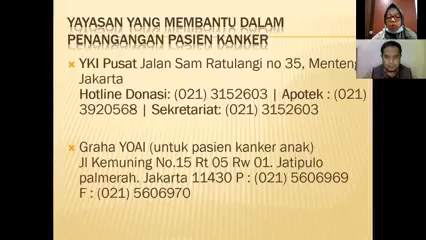 YAYASAN YANG MEMBANTU DALAM
PENANGANGAN PASIEN KANKER
YKI Pusat Jalan Sam Ratulangi no 35, Menteng
Jakarta
Hotline Donasi: (021) 3152603 | Apotek : (021)
3920568 | Sekretariat: (021) 3152603
Graha YOAI (untuk pasien kanker anak)
Jl Kemuning No.15 Rt 05 Rw 01. Jatipulo
palmerah. Jakarta 11430 P : (021) 5606969
F : (021) 5606970